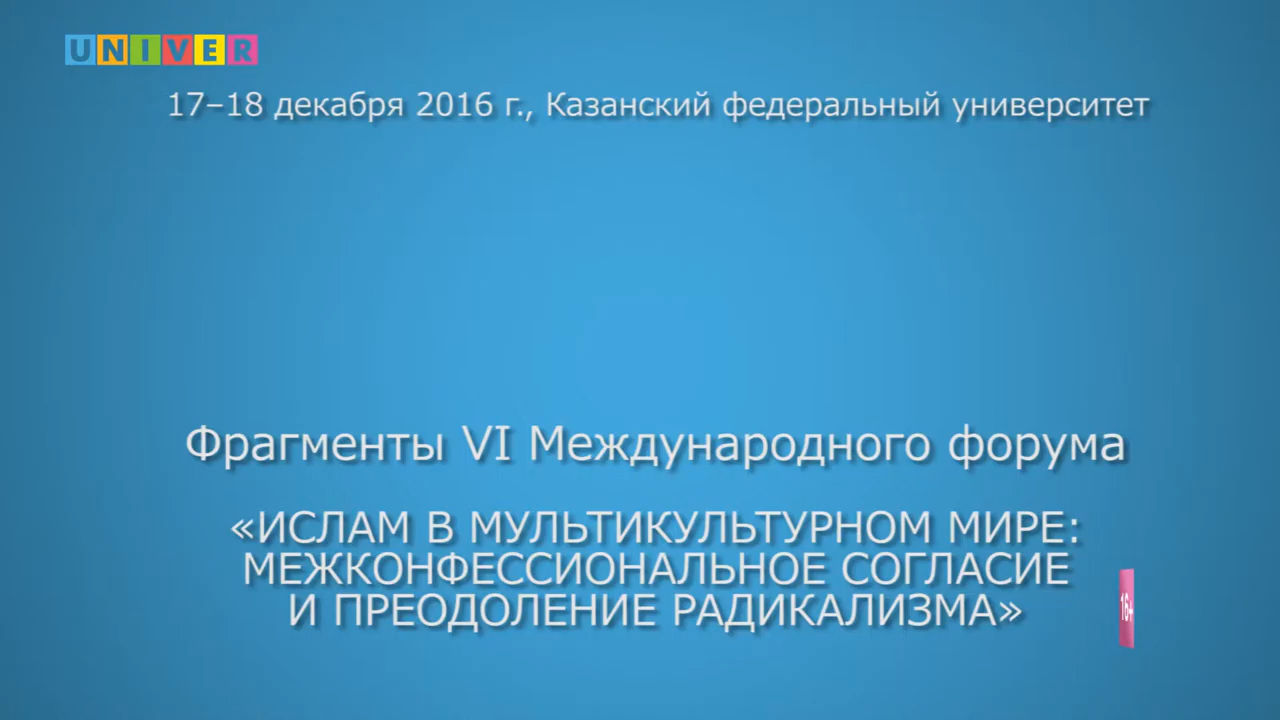 UNIVER
17–18 декабря 2016 г., Казанский федеральный университет
Фрагменты VI Международного форума
«ИСЛАМ В МУЛЬТИКУЛЬТУРНОМ МИРЕ:
МЕЖКОНФЕССИОНАЛЬНОЕ СОГЛАСИЕ
И ПРЕОДОЛЕНИЕ РАДИКАЛИЗМА»
16+